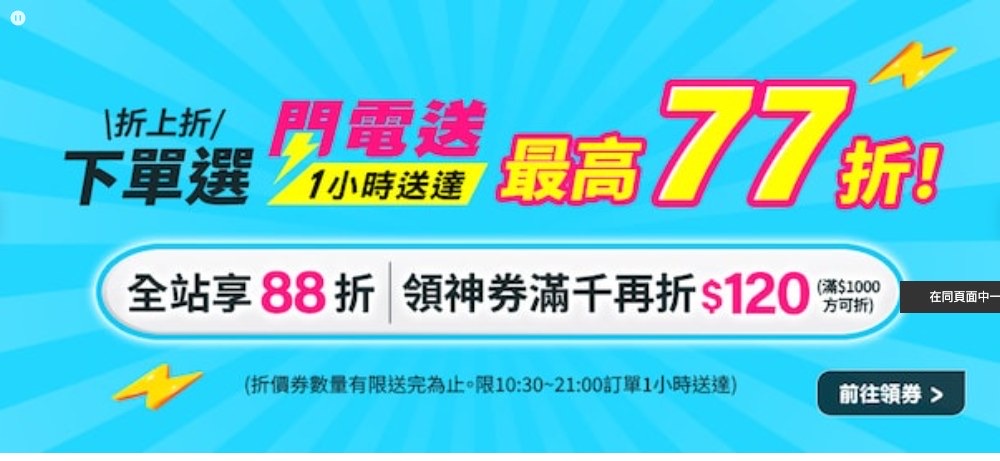 \折上折/
下單選
閃電送
1小時送達
最高77折!
全站享88折
領神券滿千再折$120
(滿$1000
方可折)
在同頁面中一
(折價券數量有限送完為止。限10:30~21:00訂單1小時送達)
前往領券 >